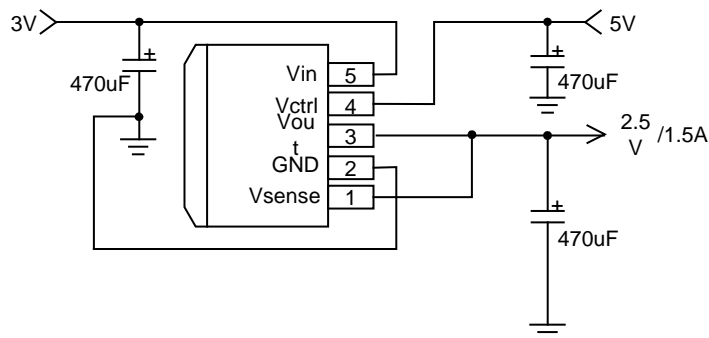 3V
5V
470uF
470uF
Vin 5
Vctrl 4
Vou
t
3
GND 2
Vsense 1
2.5
V
/1.5A
470uF